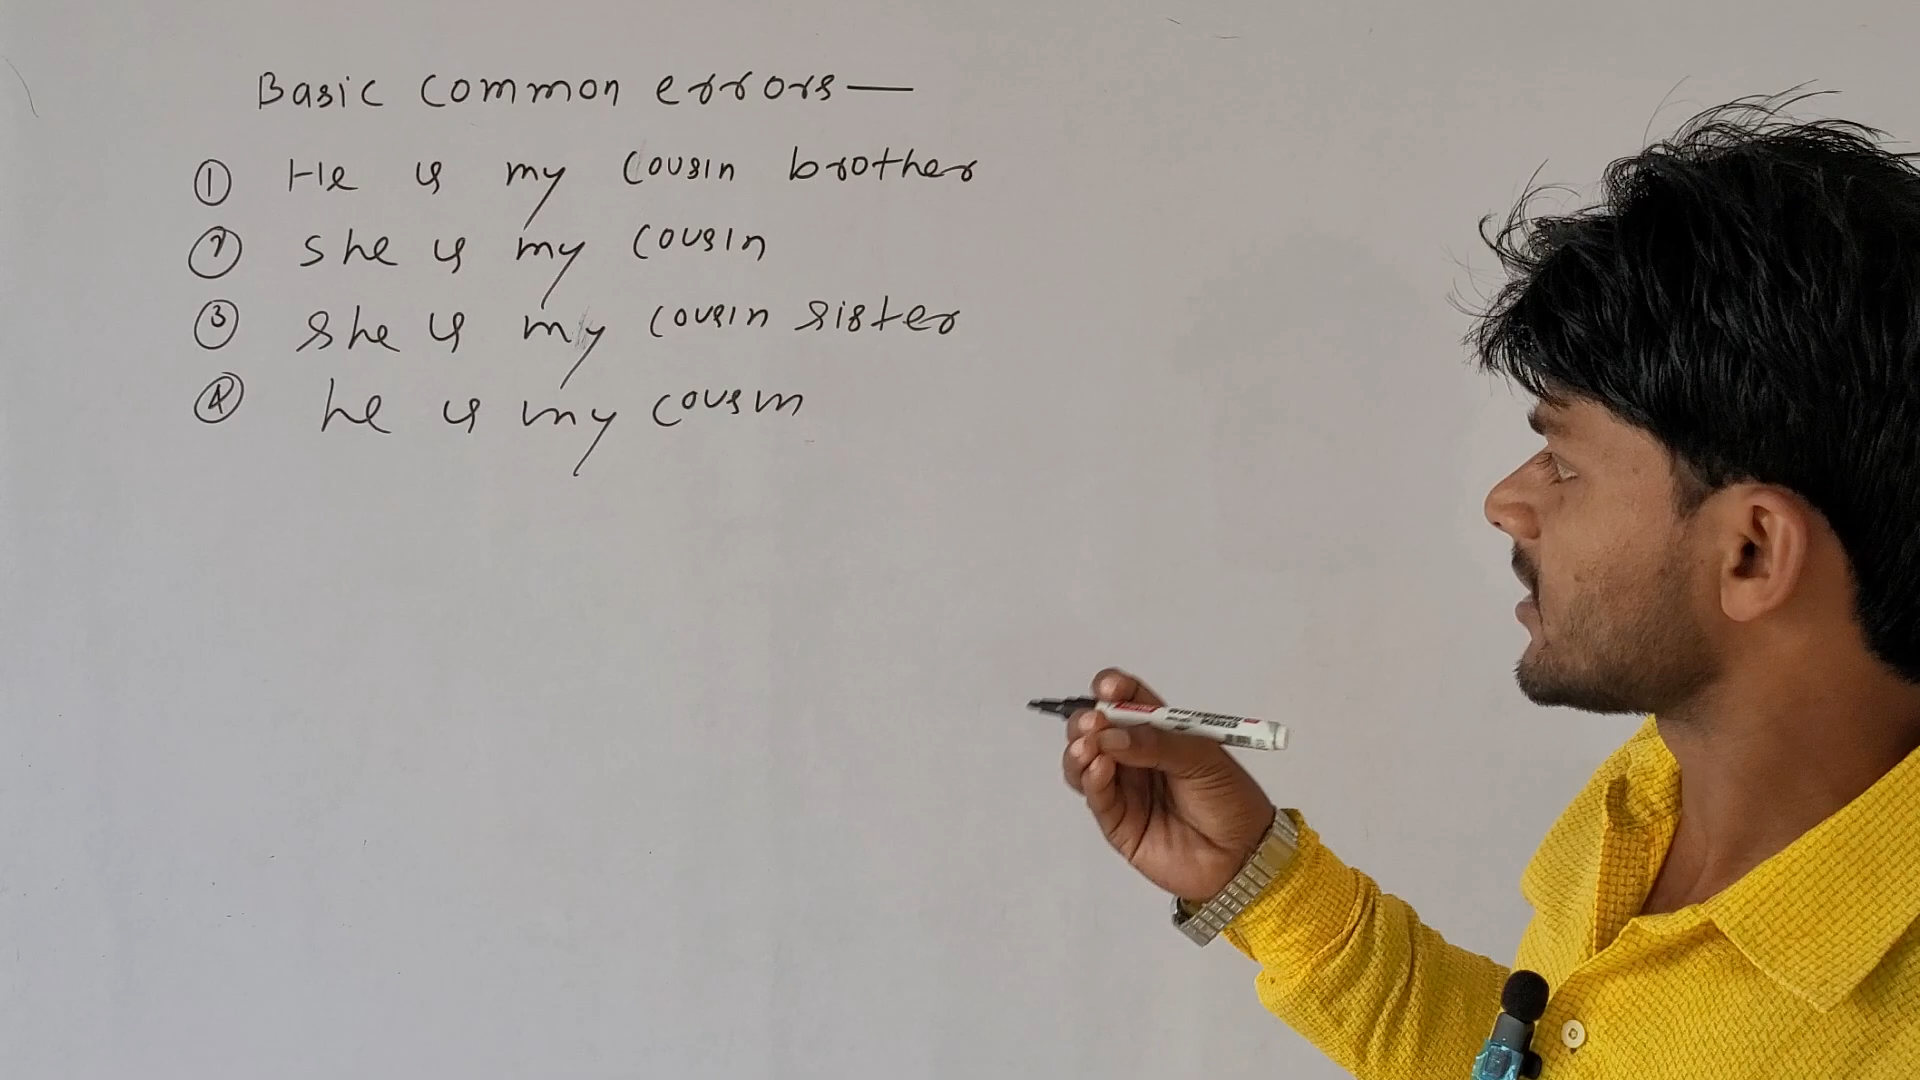 Basic common errors —
① He is my cousin brother
② she is my cousin
③ she is my cousin sister
④ he is my cousin